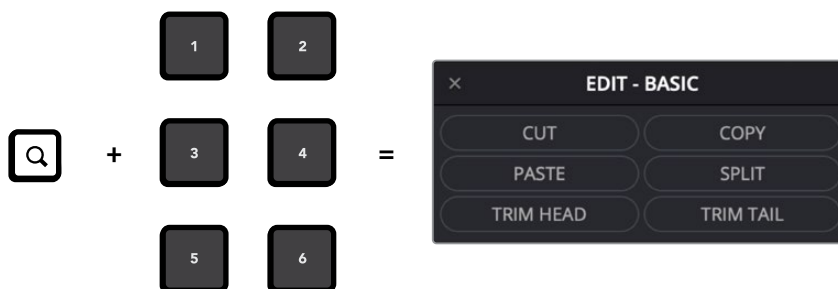 1 2
× EDIT - BASIC
CUT COPY
+ 3 4 =
PASTE SPLIT
TRIM HEAD TRIM TAIL
5 6